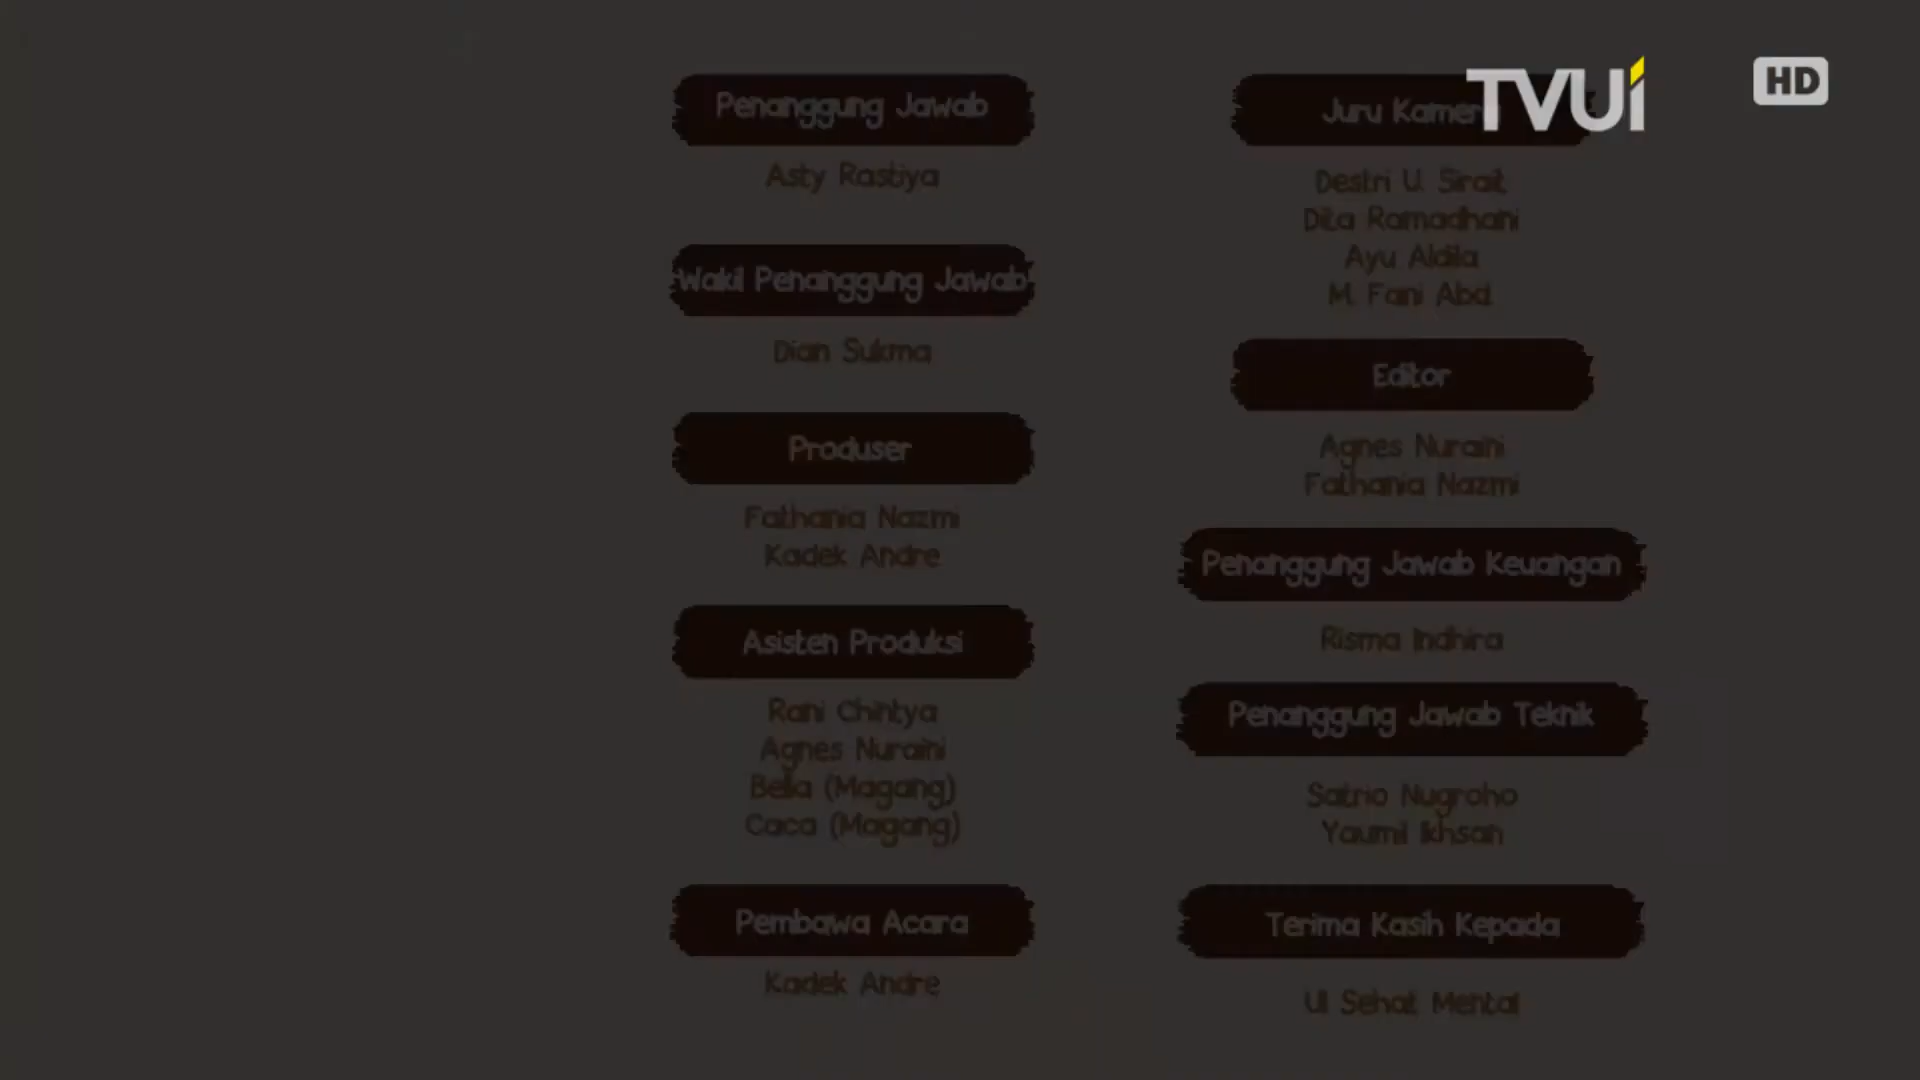 Penanggung Jawab
Asty Rastiya
Wakil Penanggung Jawab
Dian Sukma
Produser
Fathania Nazmi
Kadek Andre
Asisten Produksi
Rani Chintya
Agnes Nuraini
Bella (Magang)
Caca (Magang)
Pembawa Acara
Kadek Andre
TVUI
HD
Juru Kamera
Destri U. Sirait
Dita Ramadhani
Ayu Aldila
M. Fani Abd.
Editor
Agnes Nuraini
Fathania Nazmi
Penanggung Jawab Keuangan
Risma Indhira
Penanggung Jawab Teknik
Satrio Nugroho
Yaumil Ikhsan
Terima Kasih Kepada
UI Sehat Mental